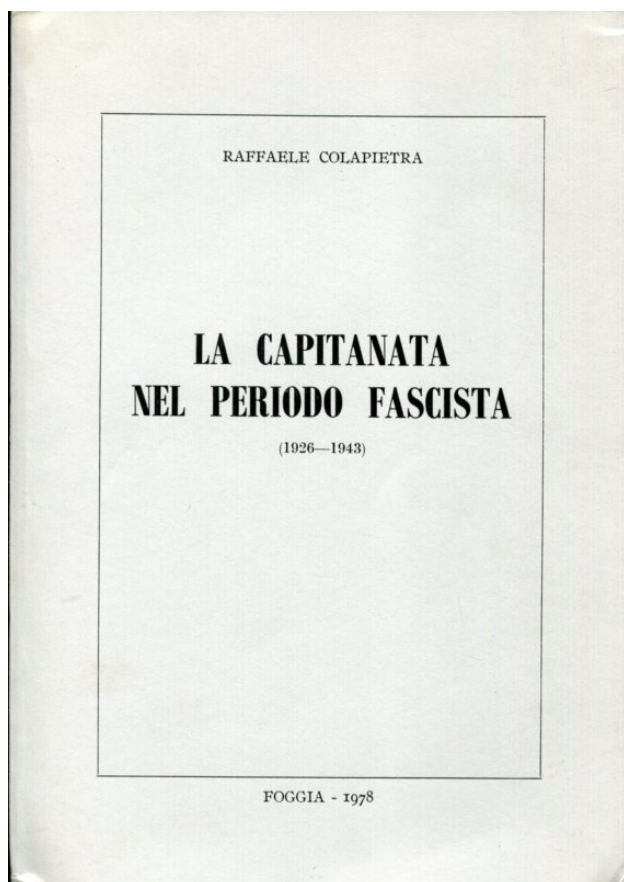 RAFFAELE COLAPIETRA
LA CAPITANATA
NEL PERIODO FASCISTA
(1926—1943)
FOGGIA - 1978